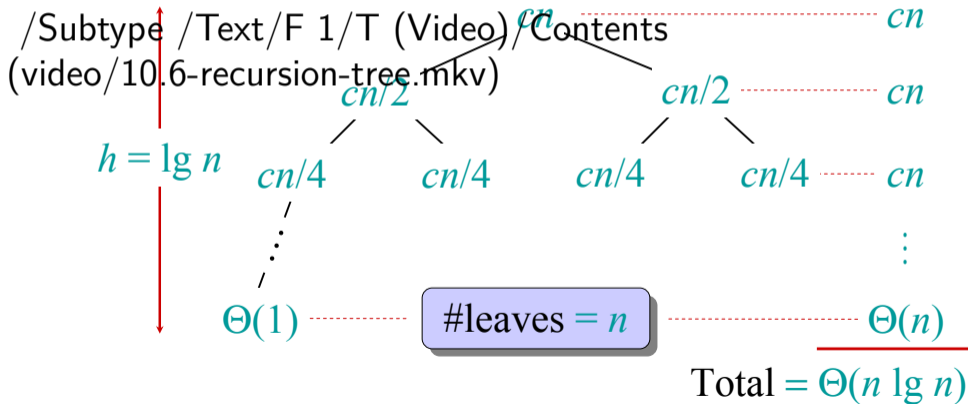 /Subtype /Text/F 1/T (Video)/Contents
(video/10.6-recursion-tree.mkv)
cn cn
cn/2 cn/2 cn
h = lg n cn/4 cn/4 cn/4 cn/4 cn
⋮ ⋮
Θ(1) #leaves = n Θ(n)
Total = Θ(n lg n)